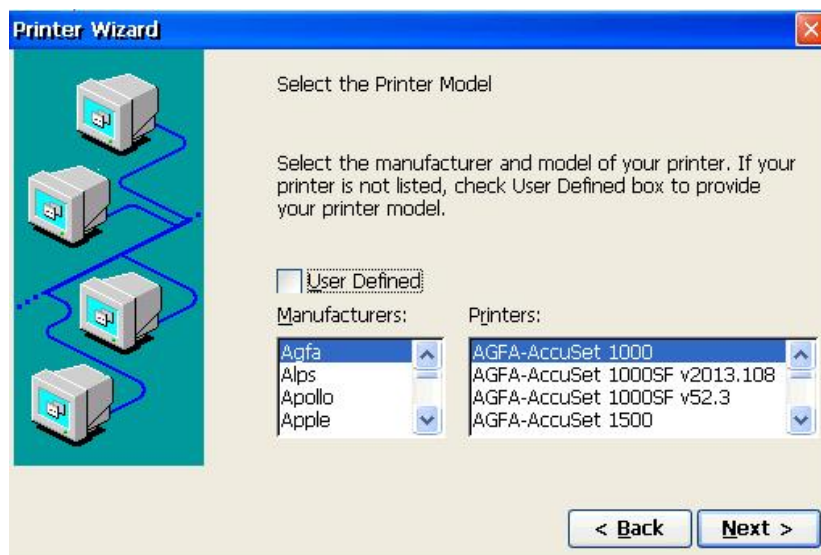 Printer Wizard
Select the Printer Model
Select the manufacturer and model of your printer. If your
printer is not listed, check User Defined box to provide
your printer model.
User Defined
Manufacturers:
Printers:
Agfa
Alps
Apollo
Apple
AGFA-AccuSet 1000
AGFA-AccuSet 1000SF v2013.108
AGFA-AccuSet 1000SF v52.3
AGFA-AccuSet 1500
< Back
Next >